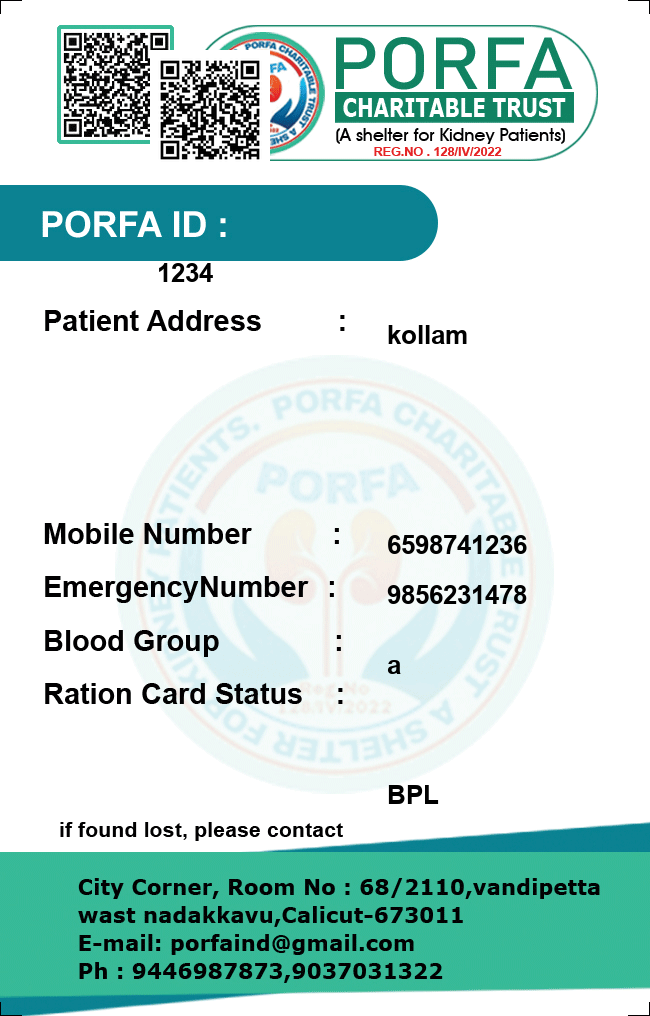 PORFA
CHARITABLE TRUST
(A shelter for Kidney Patients)
REG.NO . 128/IV/2022
PORFA CHARITABLE TRUST A SHE
RFA
PORFA ID :
1234
Patient Address :
kollam
PORFA CHARITABLE TRUST A SHELTER FOR KIDNEY PATIENTS.
PORFA
Mobile Number : 6598741236
EmergencyNumber : 9856231478
Blood Group :
a
Ration Card Status :
Reg.No
128/IV/2022
BPL
if found lost, please contact
City Corner, Room No : 68/2110,vandipetta
wast nadakkavu,Calicut-673011
E-mail: porfaind@gmail.com
Ph : 9446987873,9037031322